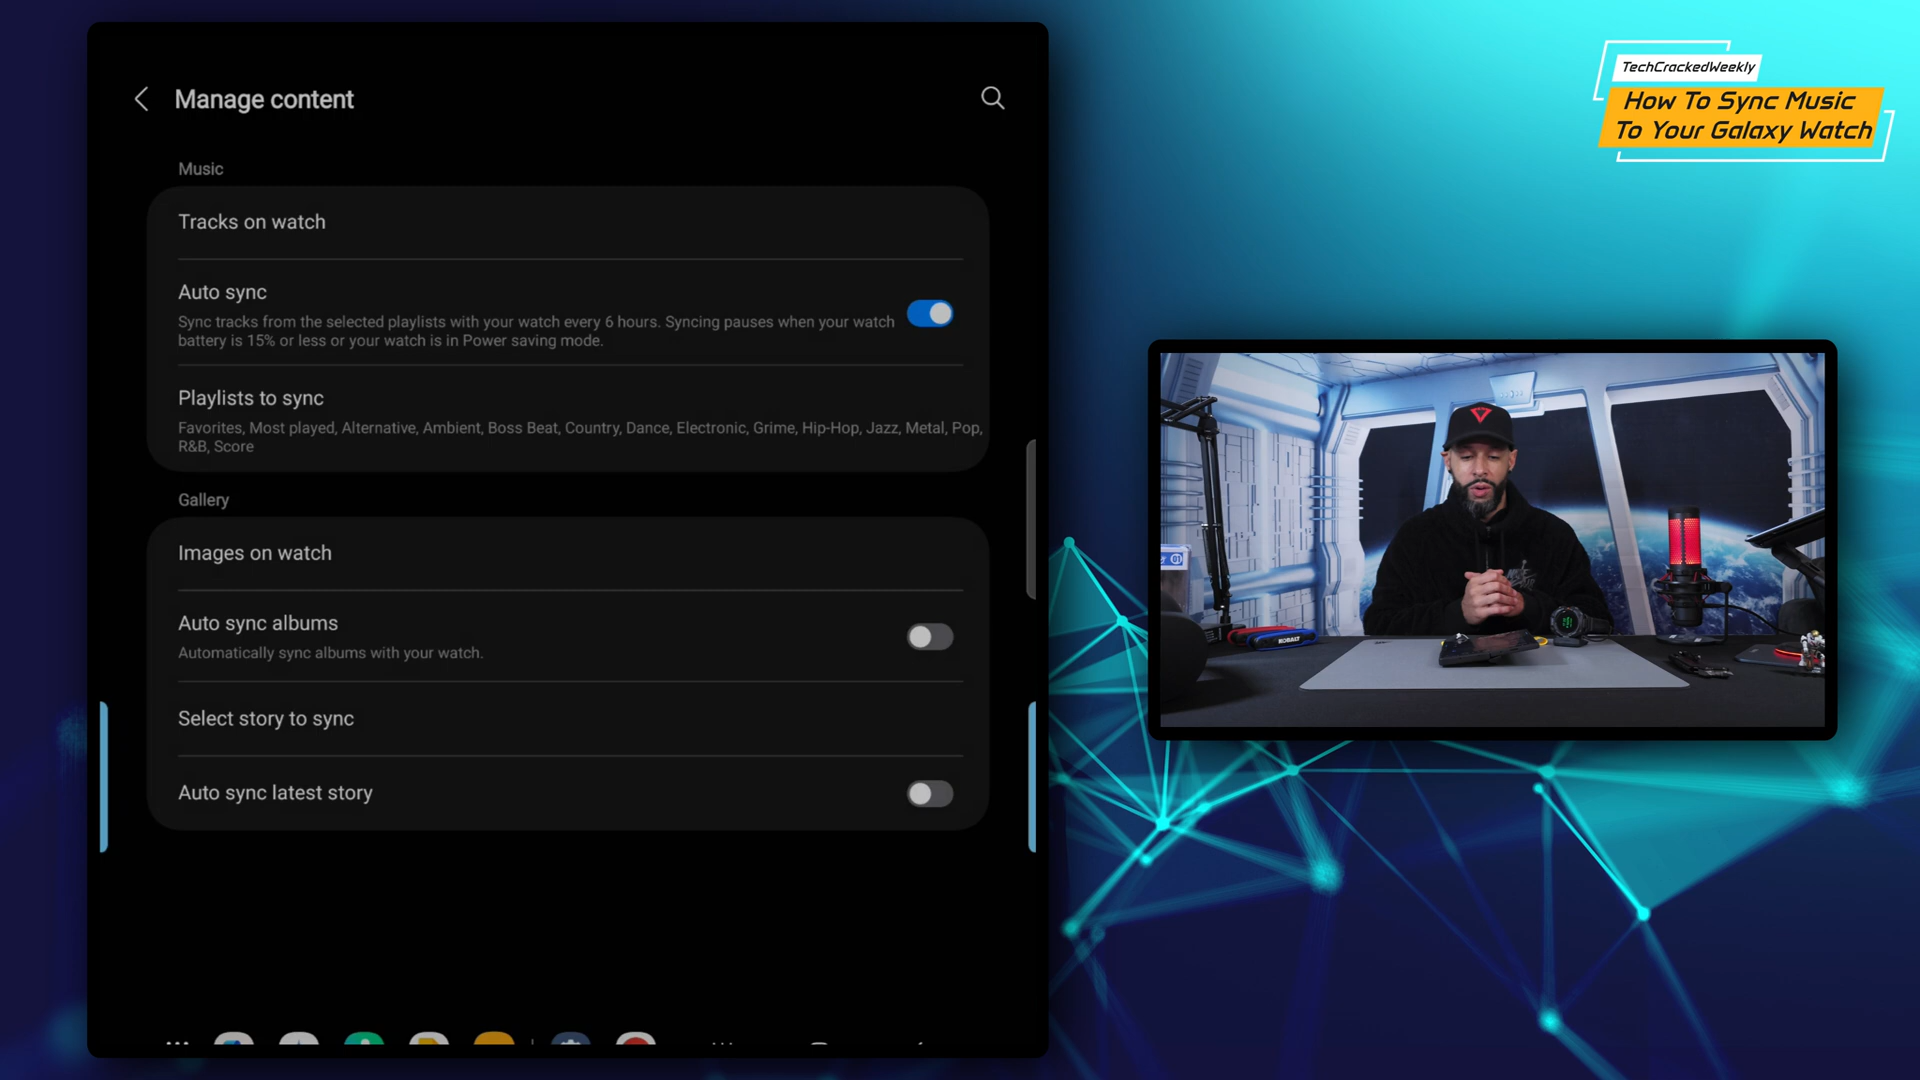 Manage content
Music
Tracks on watch
Auto sync
Sync tracks from the selected playlists with your watch every 6 hours. Syncing pauses when your watch
battery is 15% or less or your watch is in Power saving mode.
Playlists to sync
Favorites, Most played, Alternative, Ambient, Boss Beat, Country, Dance, Electronic, Grime, Hip-Hop, Jazz, Metal, Pop,
R&B, Score
Gallery
Images on watch
Auto sync albums
Automatically sync albums with your watch.
Select story to sync
Auto sync latest story
TechCrackedWeekly
How To Sync Music
To Your Galaxy Watch
KOBALT